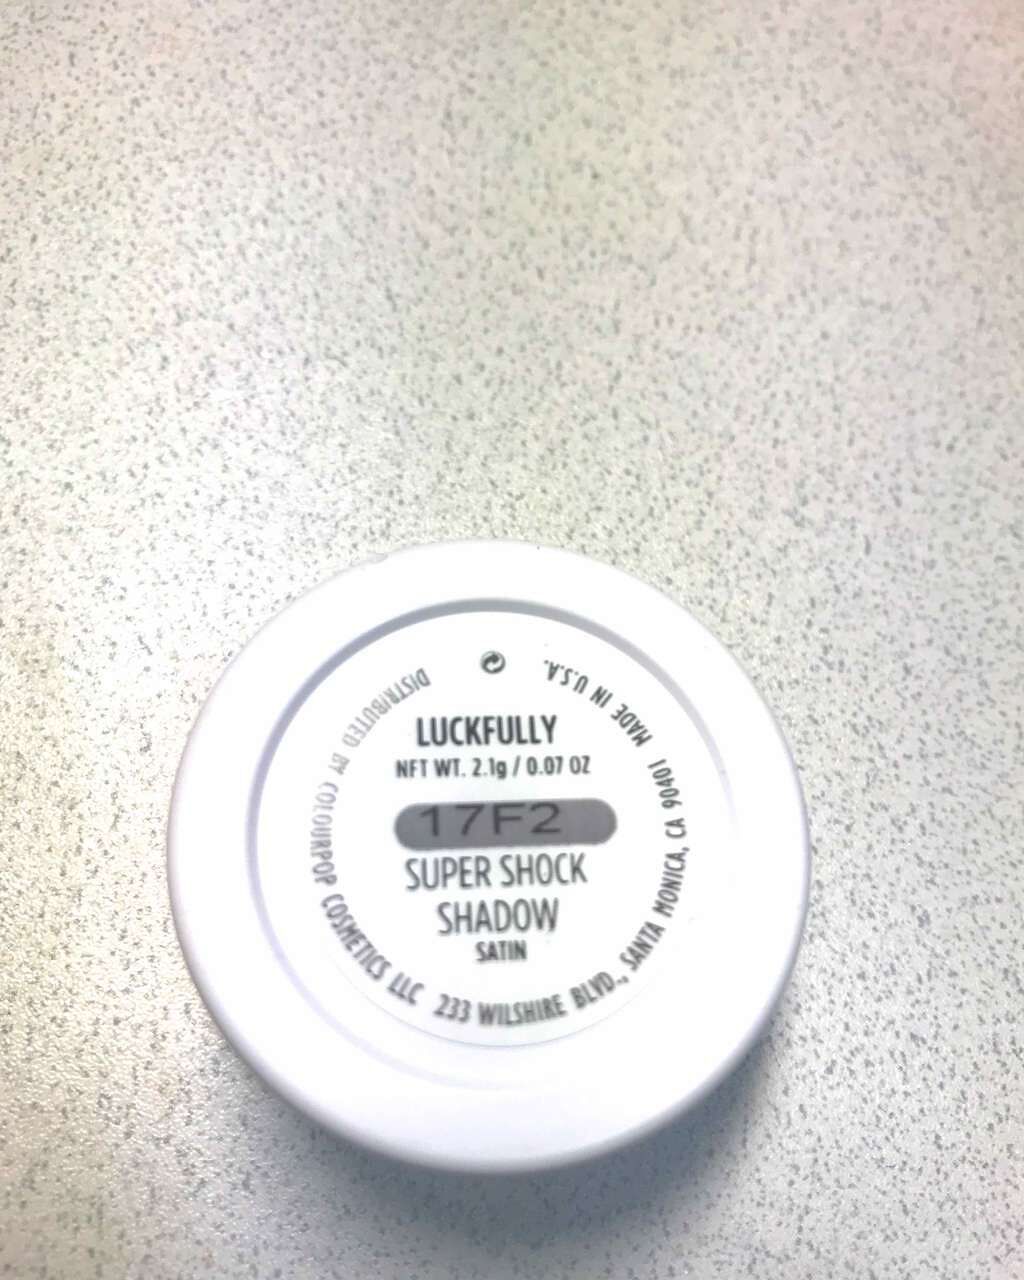 LUCKFULLY
NET WT. 2.1g / 0.07 OZ
17F2
SUPER SHOCK
SHADOW
SATIN
DISTRIBUTED BY COLOURPOP COSMETICS LLC 233 WILSHIRE BLVD., SANTA MONICA, CA 90401 MADE IN U.S.A.